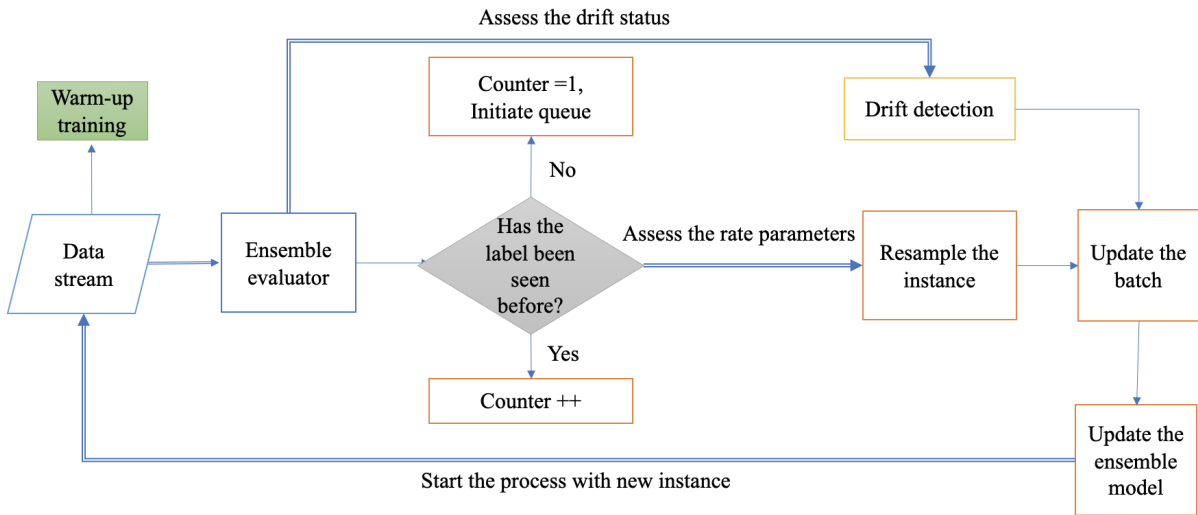 Assess the drift status
Warm-up
training
Counter =1,
Initiate queue
Drift detection
No
Data
stream
Ensemble
evaluator
Has the
label been
seen
before?
Assess the rate parameters
Resample the
instance
Update the
batch
Yes
Counter ++
Update the
ensemble
model
Start the process with new instance